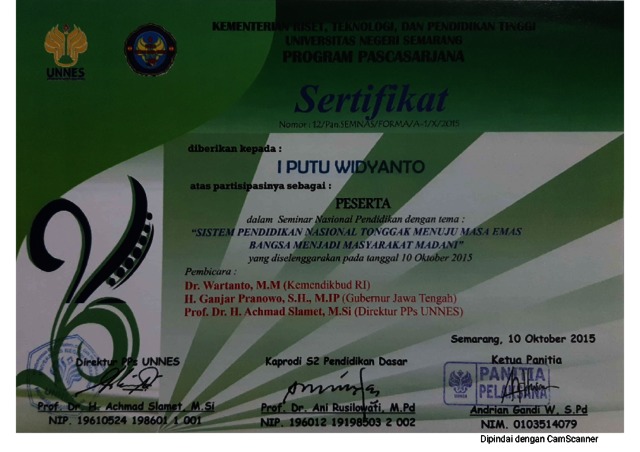 KEMENTERIAN RISET, TEKNOLOGI, DAN PENDIDIKAN TINGGI
UNIVERSITAS NEGERI SEMARANG
PROGRAM PASCASARJANA
UNNES
Sertifikat
Nomor : 12/Pan.SEMNAS/FORMA/A-1/X/2015
diberikan kepada :
I PUTU WIDYANTO
atas partisipasinya sebagai :
PESERTA
dalam Seminar Nasional Pendidikan dengan tema :
"SISTEM PENDIDIKAN NASIONAL TONGGAK MENUJU MASA EMAS
BANGSA MENJADI MASYARAKAT MADANI"
yang diselenggarakan pada tanggal 10 Oktober 2015
Pembicara :
Dr. Wartanto, M.M (Kemendikbud RI)
H. Ganjar Pranowo, S.H., M.IP (Gubernur Jawa Tengah)
Prof. Dr. H. Achmad Slamet, M.Si (Direktur PPs UNNES)
Semarang, 10 Oktober 2015
Direktur PPs UNNES
Kaprodi S2 Pendidikan Dasar
Ketua Panitia
PANITIA
Prof. Dr. H. Achmad Slamet, M.Si
Prof. Dr. Ani Rusilowati, M.Pd
Andrian Gandi W, S.Pd
NIP. 19610524 198601 1 001
NIP. 196012 19198503 2 002
NIM. 0103514079
Dipindai dengan CamScanner